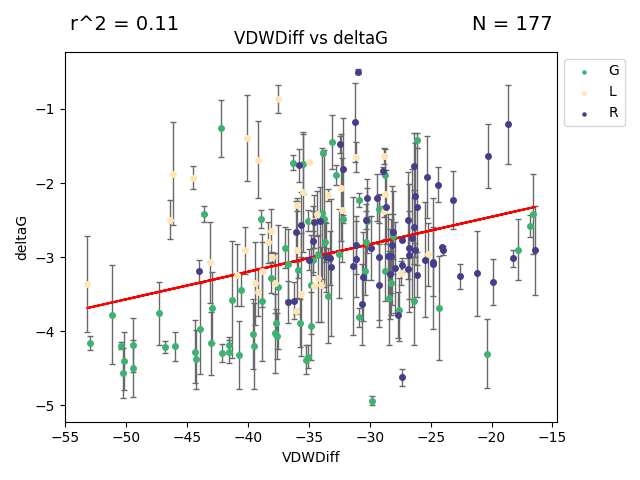 r^2 = 0.11
N = 177
VDWDiff vs deltaG
G
L
R
deltaG
−1
−2
−3
−4
−5
−55
−50
−45
−40
−35
−30
−25
−20
−15
VDWDiff